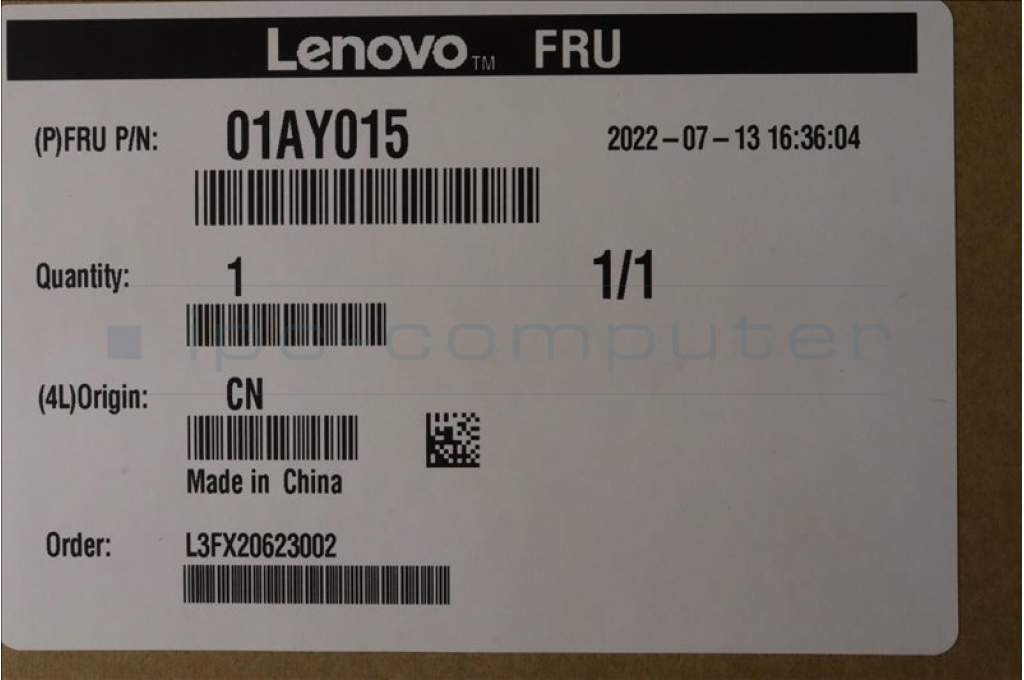 Lenovo™ FRU
(P)FRU P/N: 01AY015 2022-07-13 16:36:04
Quantity: 1 1/1
ipc-computer
(4L)Origin: CN
Made in China
Order: L3FX20623002